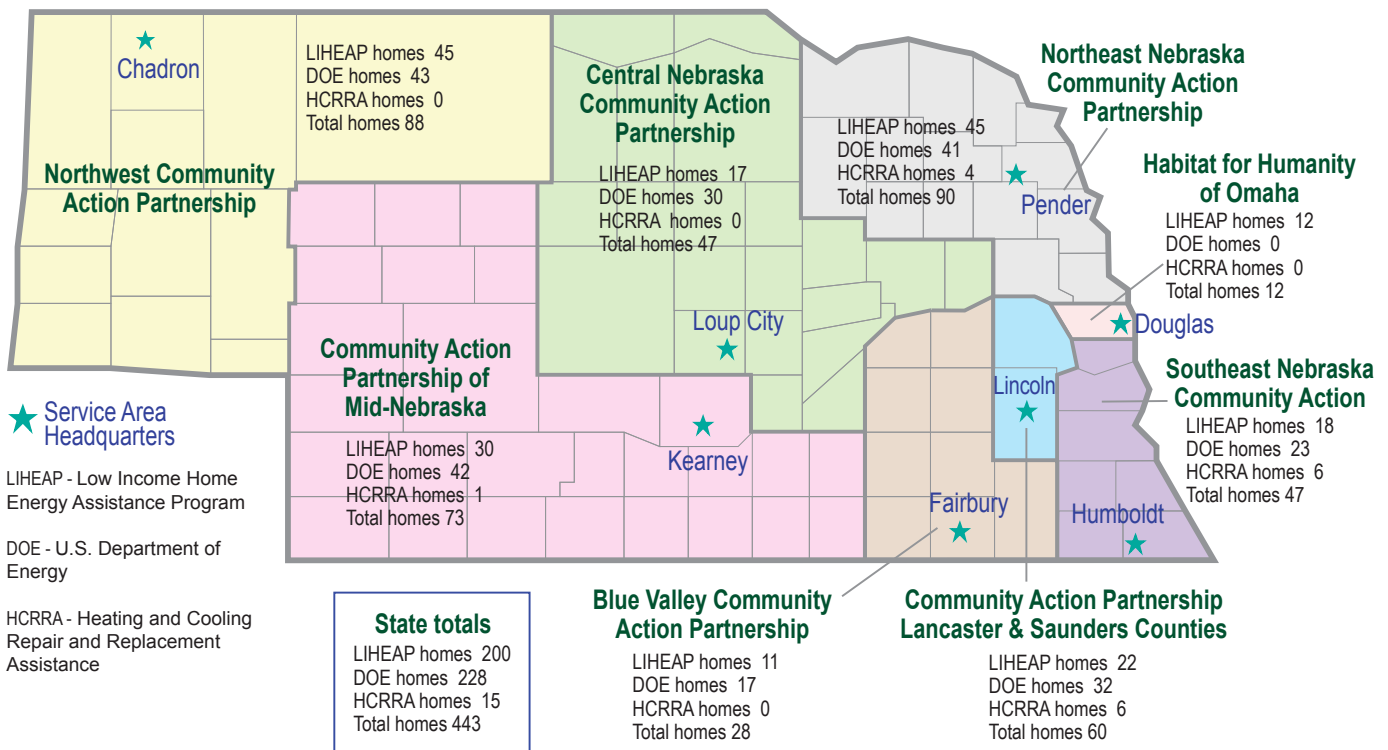 Chadron
LIHEAP homes 45
DOE homes 43
HCRRA homes 0
Total homes 88
Northwest Community
Action Partnership
Central Nebraska
Community Action
Partnership
LIHEAP homes 17
DOE homes 30
HCRRA homes 0
Total homes 47
Loup City
Northeast Nebraska
Community Action
Partnership
LIHEAP homes 45
DOE homes 41
HCRRA homes 4
Total homes 90
Pender
Habitat for Humanity
of Omaha
LIHEAP homes 12
DOE homes 0
HCRRA homes 0
Total homes 12
Douglas
Community Action
Partnership of
Mid-Nebraska
LIHEAP homes 30
DOE homes 42
HCRRA homes 1
Total homes 73
Kearney
Lincoln
Southeast Nebraska
Community Action
LIHEAP homes 18
DOE homes 23
HCRRA homes 6
Total homes 47
Fairbury
Humboldt
Service Area
Headquarters
LIHEAP - Low Income Home
Energy Assistance Program
DOE - U.S. Department of
Energy
HCRRA - Heating and Cooling
Repair and Replacement
Assistance
State totals
LIHEAP homes 200
DOE homes 228
HCRRA homes 15
Total homes 443
Blue Valley Community
Action Partnership
LIHEAP homes 11
DOE homes 17
HCRRA homes 0
Total homes 28
Community Action Partnership
Lancaster & Saunders Counties
LIHEAP homes 22
DOE homes 32
HCRRA homes 6
Total homes 60